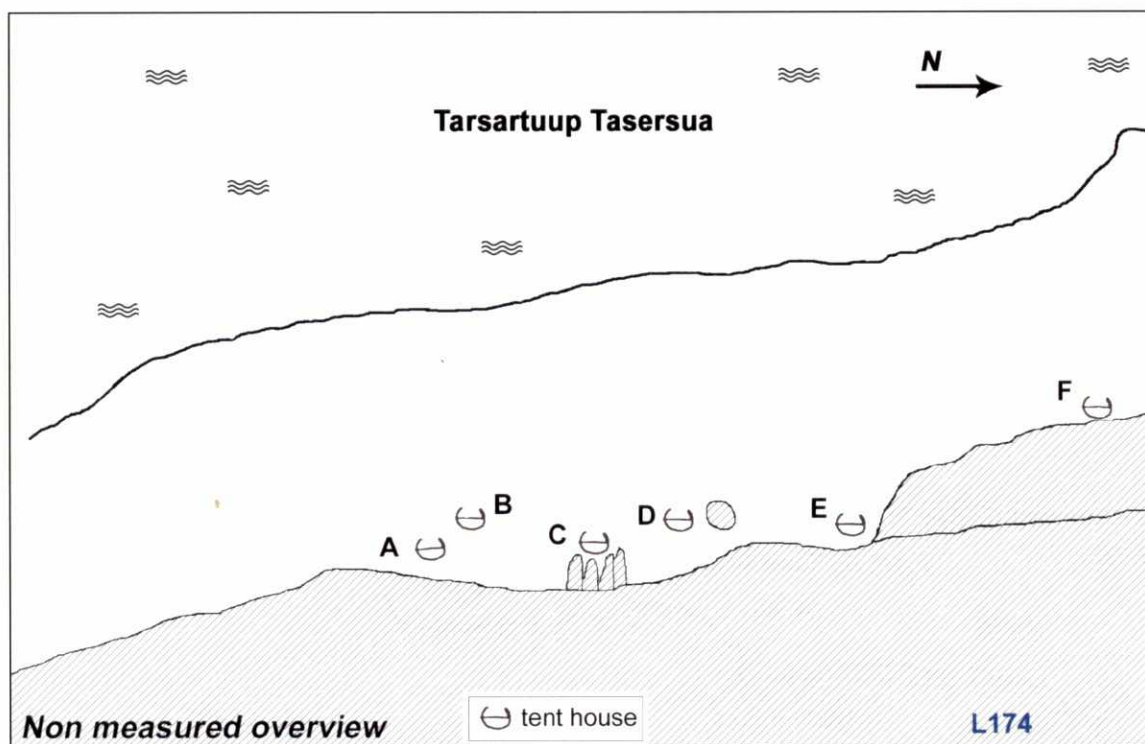 N
Tarsartuup Tasersua
F
B
A
C
D
E
tent house
Non measured overview
L174